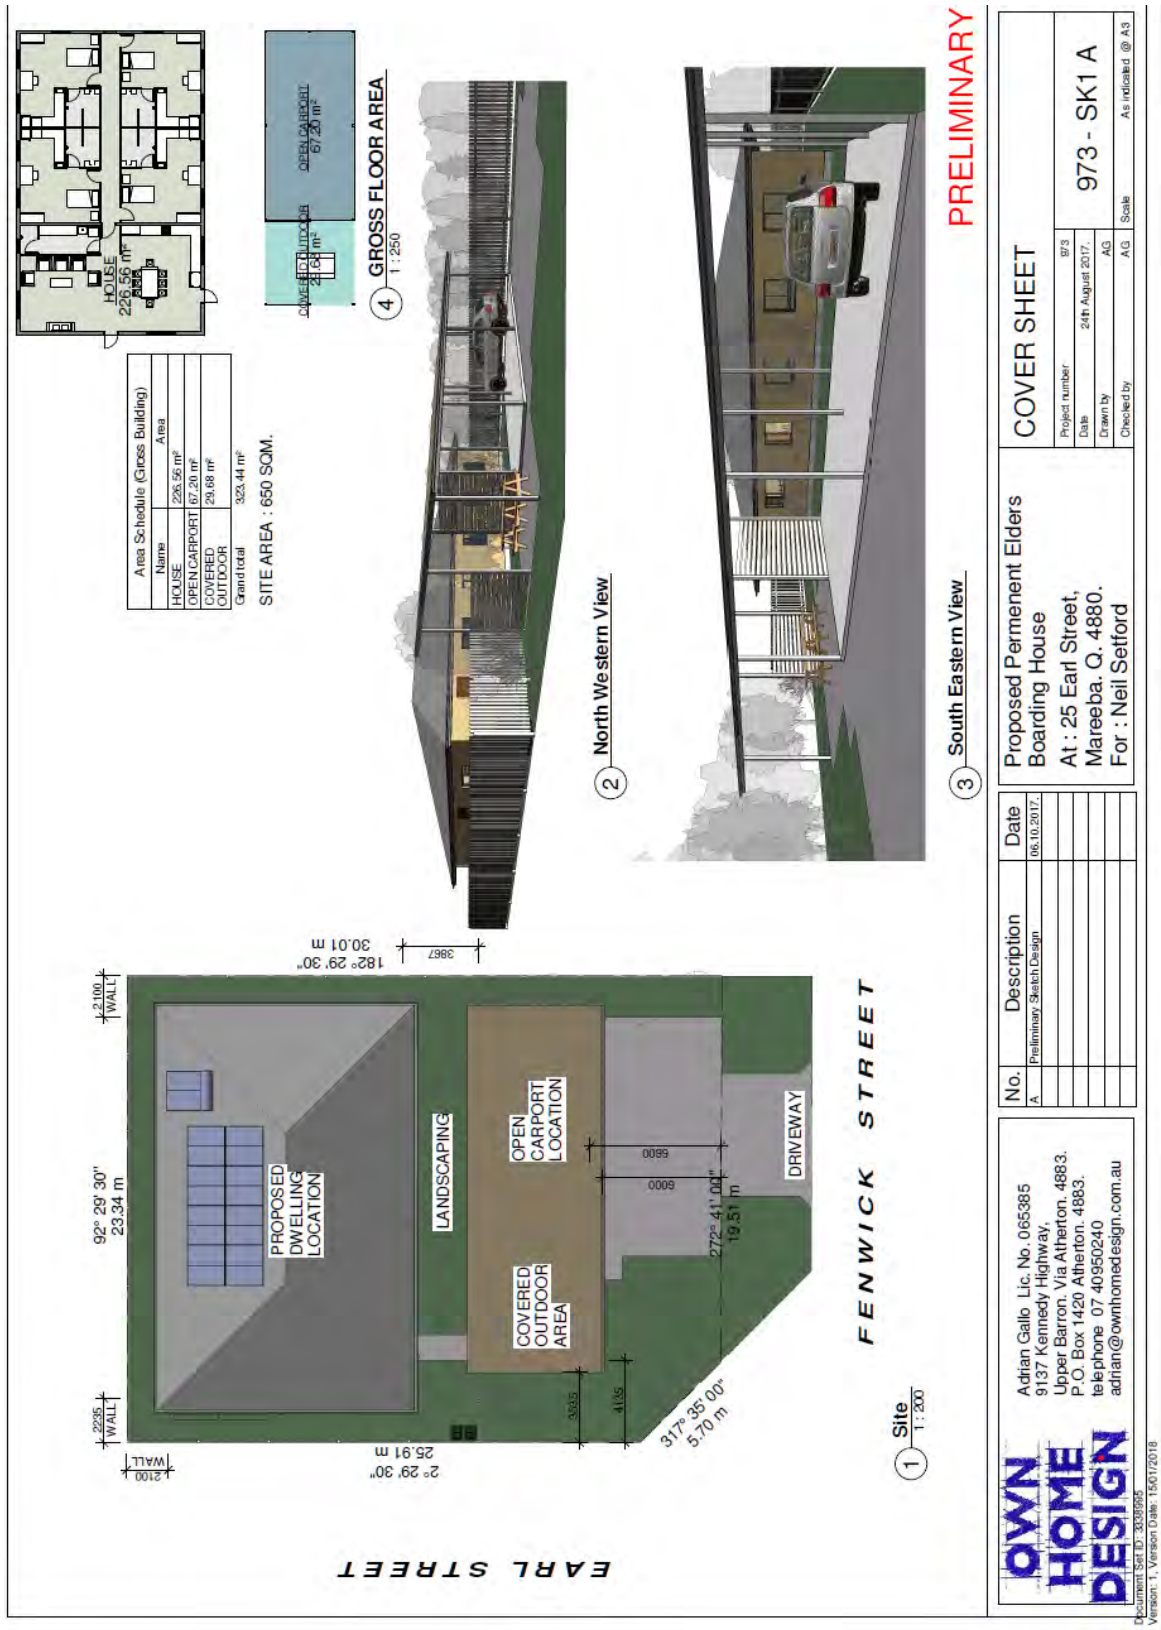 HOUSE
226.56 m²
COVERED OUTDOOR
29.68 m²
OPEN CARPORT
67.20 m²
4
GROSS FLOOR AREA
1 : 250
Area Schedule (Gross Building)
Name Area
HOUSE 226.56 m²
OPEN CARPORT 67.20 m²
COVERED 29.68 m²
OUTDOOR
Grand total 323.44 m²
SITE AREA : 650 SQM.
2
North Western View
3
South Eastern View
PRELIMINARY
92° 29' 30"
23.34 m
2235
WALL
2100
WALL
2100
WALL
2° 29' 30"
25.91 m
182° 29' 30"
30.01 m
3867
PROPOSED
DWELLING
LOCATION
LANDSCAPING
COVERED
OUTDOOR
AREA
OPEN
CARPORT
LOCATION
4135
6000
272° 41' 00"
19.51 m
317° 35' 00"
5.70 m
DRIVEWAY
EARL STREET
FENWICK STREET
1
Site
1 : 200
OWN
HOME
DESIGN
Adrian Gallo Lic. No. 065385
9137 Kennedy Highway,
Upper Barron. Via Atherton. 4883.
P.O. Box 1420 Atherton. 4883.
telephone 07 40950240
adrian@ownhomedesign.com.au
No. Description Date
A Preliminary Sketch Design 06.10.2017.
Proposed Permenent Elders
Boarding House
At : 25 Earl Street,
Mareeba. Q. 4880.
For : Neil Setford
COVER SHEET
Project number 973
Date 24th August 2017.
Drawn by AG
Checked by AG
973 - SK1 A
Scale As indicated @ A3
Document Set ID: 3338995
Version: 1, Version Date: 15/01/2018